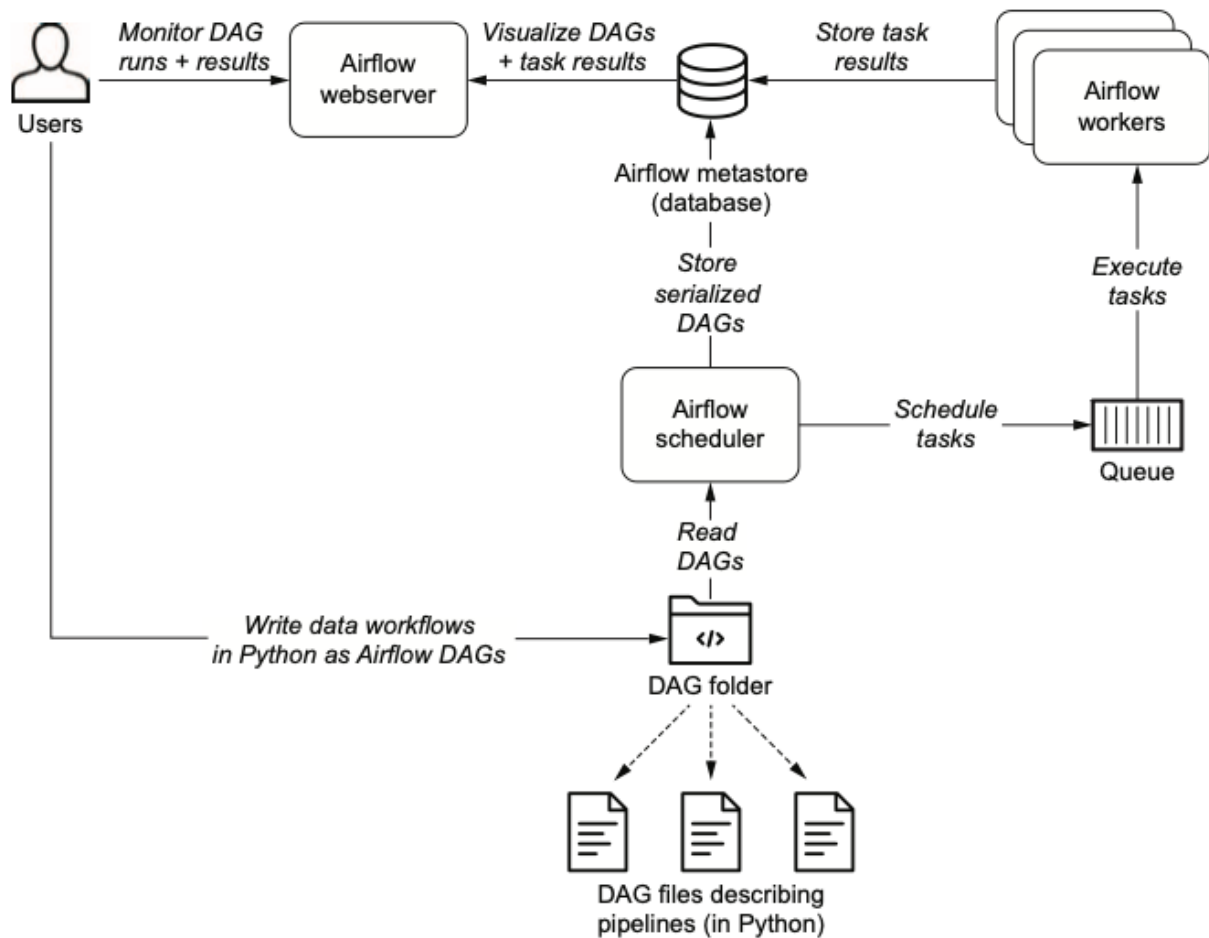 Monitor DAG
runs + results
Airflow
webserver
Visualize DAGs
+ task results
Store task
results
Airflow
workers
Users
Airflow metastore
(database)
Store
serialized
DAGs
Execute
tasks
Airflow
scheduler
Schedule
tasks
Queue
Read
DAGs
Write data workflows
in Python as Airflow DAGs
</>
DAG folder
DAG files describing
pipelines (in Python)